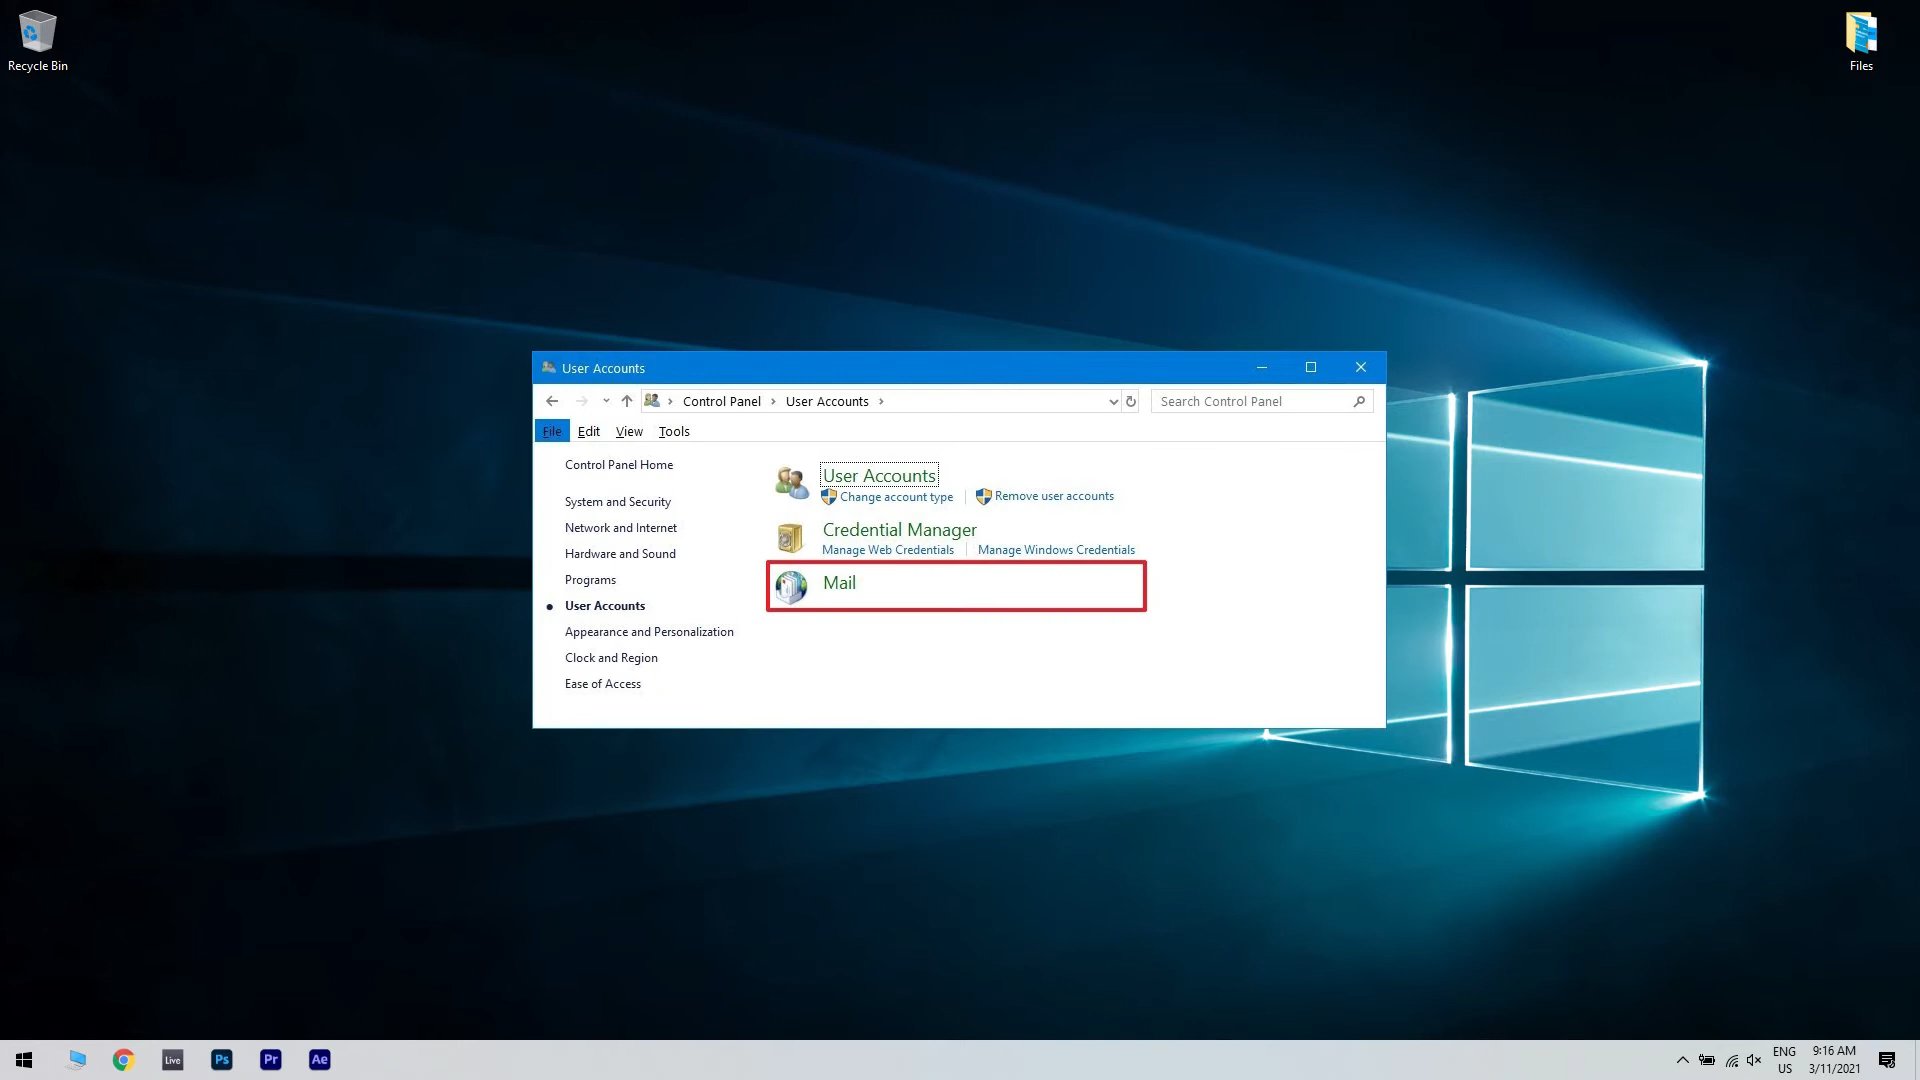 Recycle Bin
Files
User Accounts
Control Panel User Accounts
Search Control Panel
File Edit View Tools
Control Panel Home
System and Security
Network and Internet
Hardware and Sound
Programs
User Accounts
Appearance and Personalization
Clock and Region
Ease of Access
User Accounts
Change account type Remove user accounts
Credential Manager
Manage Web Credentials Manage Windows Credentials
Mail
Live Ps Pr Ae
ENG
US
9:16 AM
3/11/2021